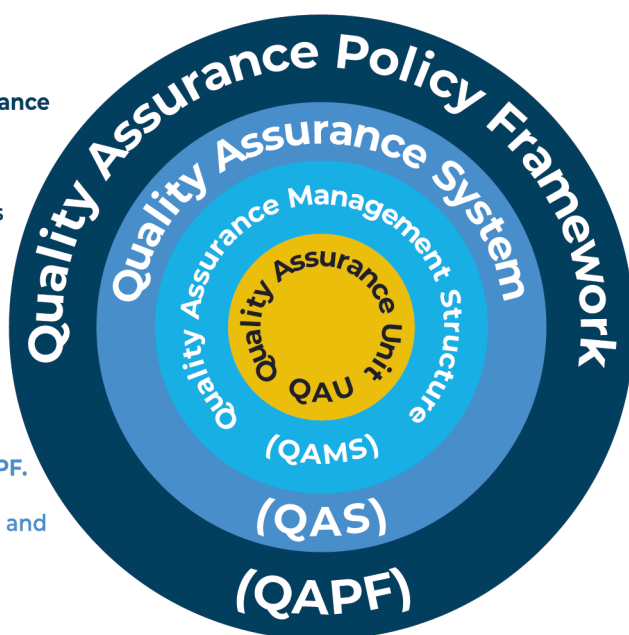 ance
s
PF.
and
Quality Assurance Policy Framework
(QAPF)
Quality Assurance System
(QAS)
Quality Assurance Management Structure
(QAMS)
Quality Assurance Unit
QAU